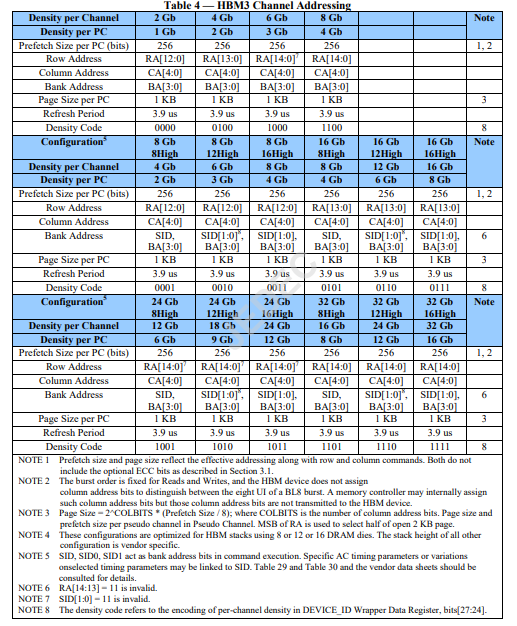 Table 4 — HBM3 Channel Addressing
Density per Channel 2 Gb 4 Gb 6 Gb 8 Gb Note
Density per PC 1 Gb 2 Gb 3 Gb 4 Gb
Prefetch Size per PC (bits) 256 256 256 256 1, 2
Row Address RA[12:0] RA[13:0] RA[14:0]7 RA[14:0]
Column Address CA[4:0] CA[4:0] CA[4:0] CA[4:0]
Bank Address BA[3:0] BA[3:0] BA[3:0] BA[3:0]
Page Size per PC 1 KB 1 KB 1 KB 1 KB 3
Refresh Period 3.9 us 3.9 us 3.9 us 3.9 us
Density Code 0000 0100 1000 1100 8
Configuration5 8 Gb 8 Gb 8 Gb 16 Gb 16 Gb 16 Gb Note
8High 12High 16High 8High 12High 16High
Density per Channel 4 Gb 6 Gb 8 Gb 8 Gb 12 Gb 16 Gb
Density per PC 2 Gb 3 Gb 4 Gb 4 Gb 6 Gb 8 Gb
Prefetch Size per PC (bits) 256 256 256 256 256 256 1, 2
Row Address RA[12:0] RA[12:0] RA[12:0] RA[13:0] RA[13:0] RA[13:0]
Column Address CA[4:0] CA[4:0] CA[4:0] CA[4:0] CA[4:0] CA[4:0]
Bank Address SID, SID[1:0]8, SID[1:0], SID, SID[1:0]8, SID[1:0], 6
BA[3:0] BA[3:0] BA[3:0] BA[3:0] BA[3:0] BA[3:0]
Page Size per PC 1 KB 1 KB 1 KB 1 KB 1 KB 1 KB 3
Refresh Period 3.9 us 3.9 us 3.9 us 3.9 us 3.9 us 3.9 us
Density Code 0001 0010 0011 0101 0110 0111 8
Configuration5 24 Gb 24 Gb 24 Gb 32 Gb 32 Gb 32 Gb Note
8High 12High 16High 8High 12High 16High
Density per Channel 12 Gb 18 Gb 24 Gb 16 Gb 24 Gb 32 Gb
Density per PC 6 Gb 9 Gb 12 Gb 8 Gb 12 Gb 16 Gb
Prefetch Size per PC (bits) 256 256 256 256 256 256 1, 2
Row Address RA[14:0]7 RA[14:0]7 RA[14:0]7 RA[14:0] RA[14:0] RA[14:0]
Column Address CA[4:0] CA[4:0] CA[4:0] CA[4:0] CA[4:0] CA[4:0]
Bank Address SID, SID[1:0]8, SID[1:0], SID, SID[1:0]8, SID[1:0], 6
BA[3:0] BA[3:0] BA[3:0] BA[3:0] BA[3:0] BA[3:0]
Page Size per PC 1 KB 1 KB 1 KB 1 KB 1 KB 1 KB 3
Refresh Period 3.9 us 3.9 us 3.9 us 3.9 us 3.9 us 3.9 us
Density Code 1001 1010 1011 1101 1110 1111 8
NOTE 1 Prefetch size and page size reflect the effective addressing along with row and column commands. Both do not
include the optional ECC bits as described in Section 3.1.
NOTE 2 The burst order is fixed for Reads and Writes, and the HBM device does not assign
column address bits to distinguish between the eight UI of a BL8 burst. A memory controller may internally assign
such column address bits but those column address bits are not transmitted to the HBM device.
NOTE 3 Page Size = 2^COLBITS * (Prefetch Size / 8); where COLBITS is the number of column address bits. Page size and
prefetch size per pseudo channel in Pseudo Channel. MSB of RA is used to select half of open 2 KB page.
NOTE 4 These configurations are optimized for HBM stacks using 8 or 12 or 16 DRAM dies. The stack height of all other
configuration is vendor specific.
NOTE 5 SID, SID0, SID1 act as bank address bits in command execution. Specific AC timing parameters or variations
onselected timing parameters may be linked to SID. Table 29 and Table 30 and the vendor data sheets should be
consulted for details.
NOTE 6 RA[14:13] = 11 is invalid.
NOTE 7 SID[1:0] = 11 is invalid.
NOTE 8 The density code refers to the encoding of per-channel density in DEVICE_ID Wrapper Data Register, bits[27:24].